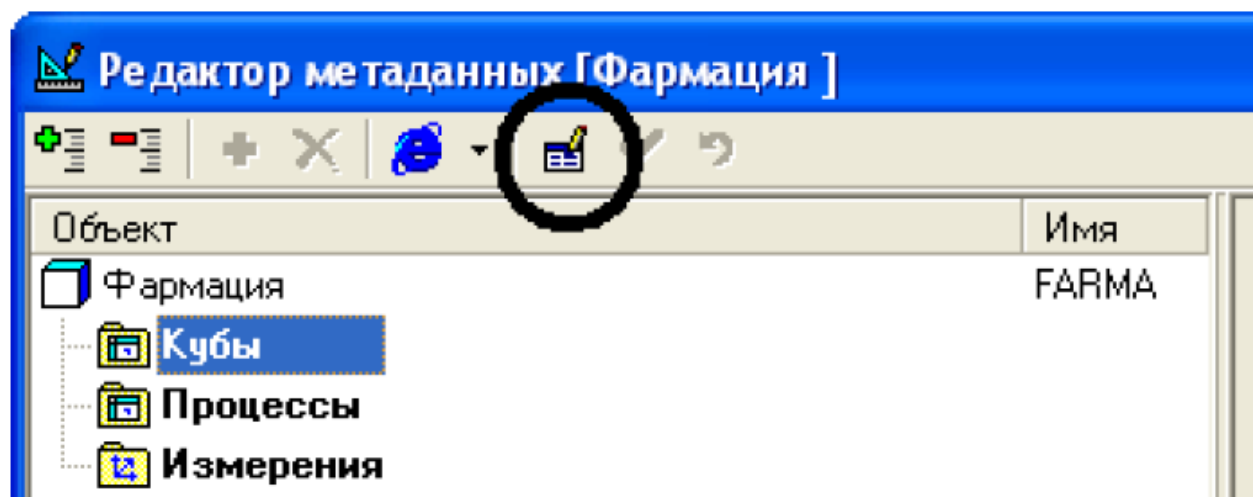 Редактор метаданных [Фармация ]
Объект Имя
Фармация FARMA
Кубы
Процессы
Измерения